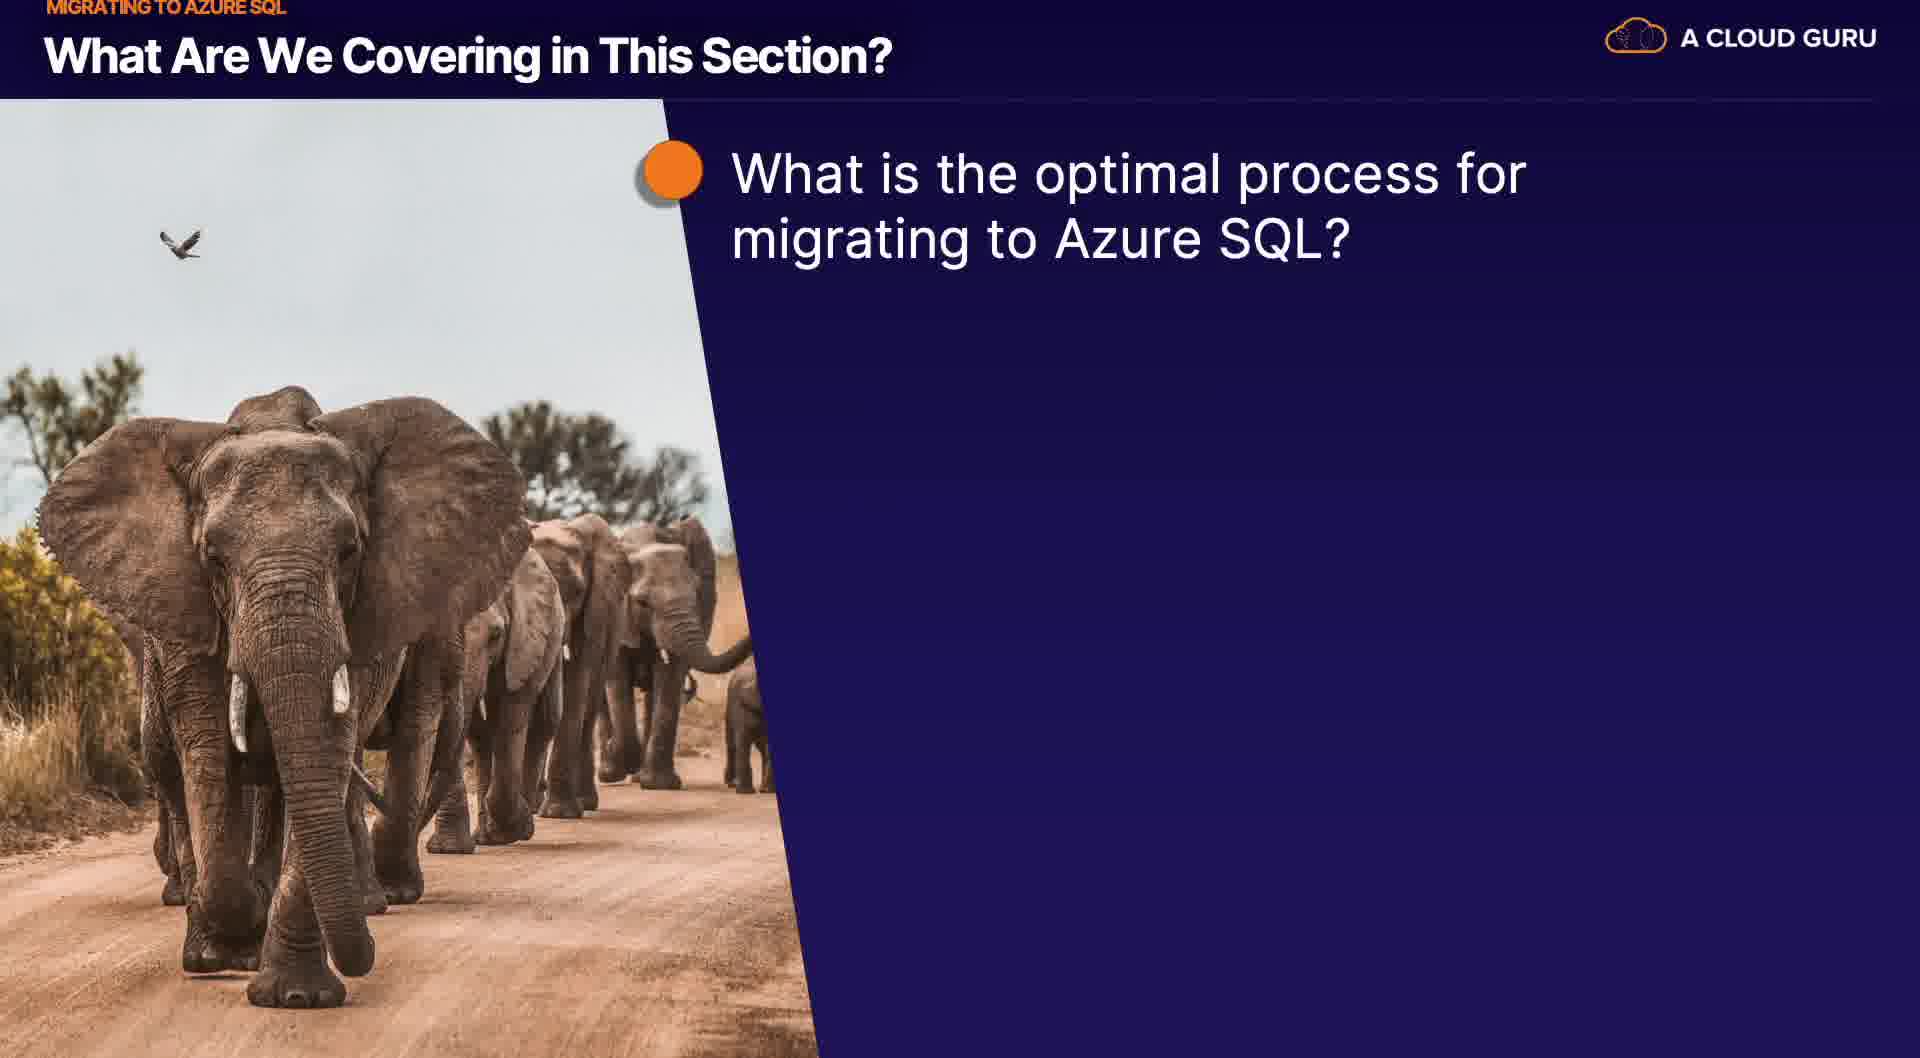 MIGRATING TO AZURE SQL
What Are We Covering in This Section?
A CLOUD GURU
What is the optimal process for
migrating to Azure SQL?